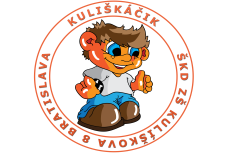 KULIŠKÁČIK
ŠKD ZŠ KULÍŠKOVA 8 BRATISLAVA